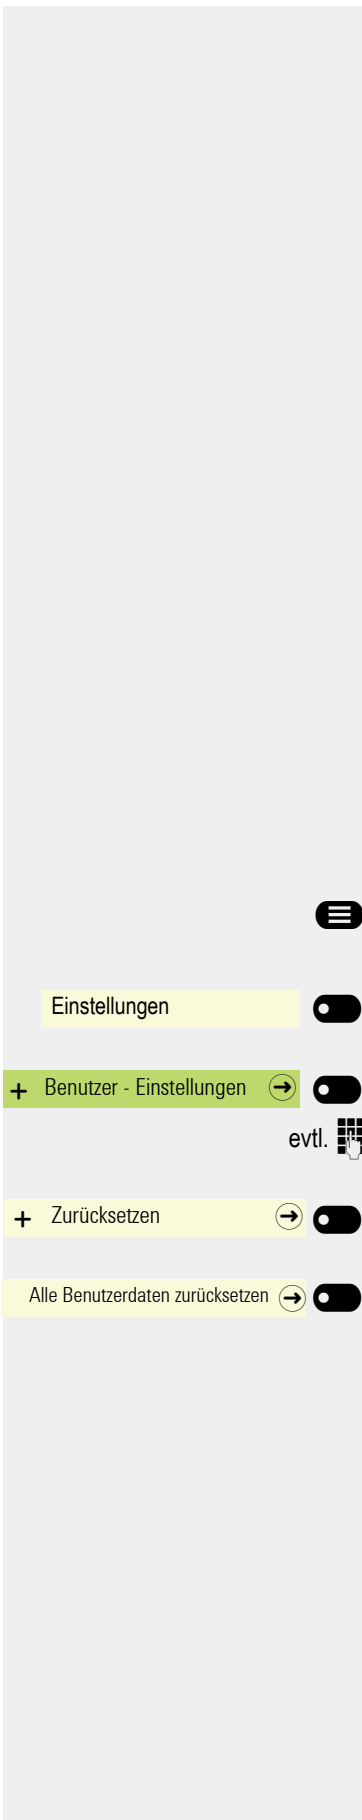 Einstellungen
+ Benutzer - Einstellungen
evtl.
+ Zurücksetzen
Alle Benutzerdaten zurücksetzen